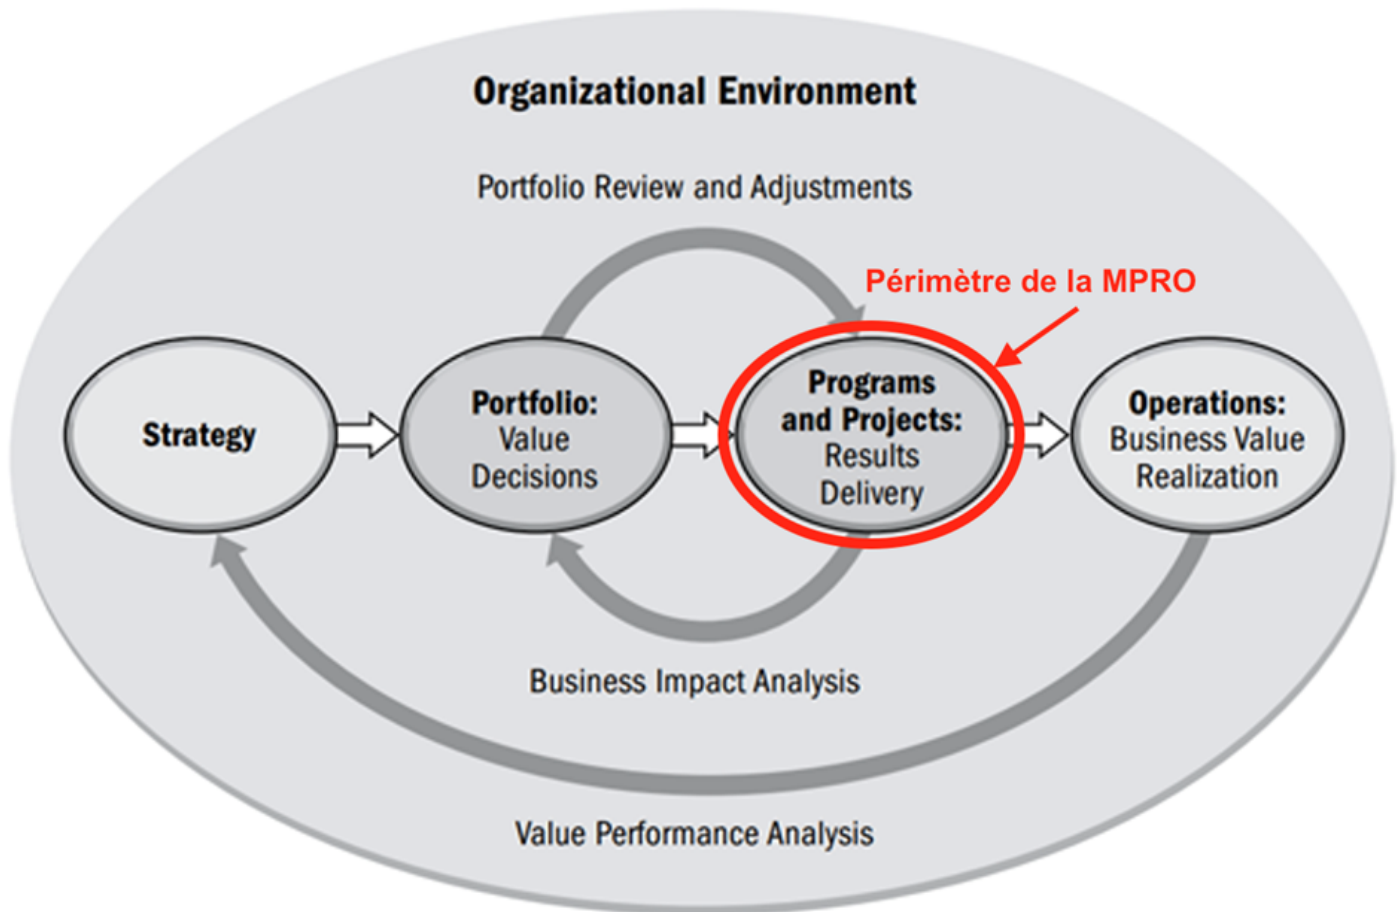 Organizational Environment
Portfolio Review and Adjustments
Périmètre de la MPRO
Strategy
Portfolio:
Value
Decisions
Programs
and Projects:
Results
Delivery
Operations:
Business Value
Realization
Business Impact Analysis
Value Performance Analysis